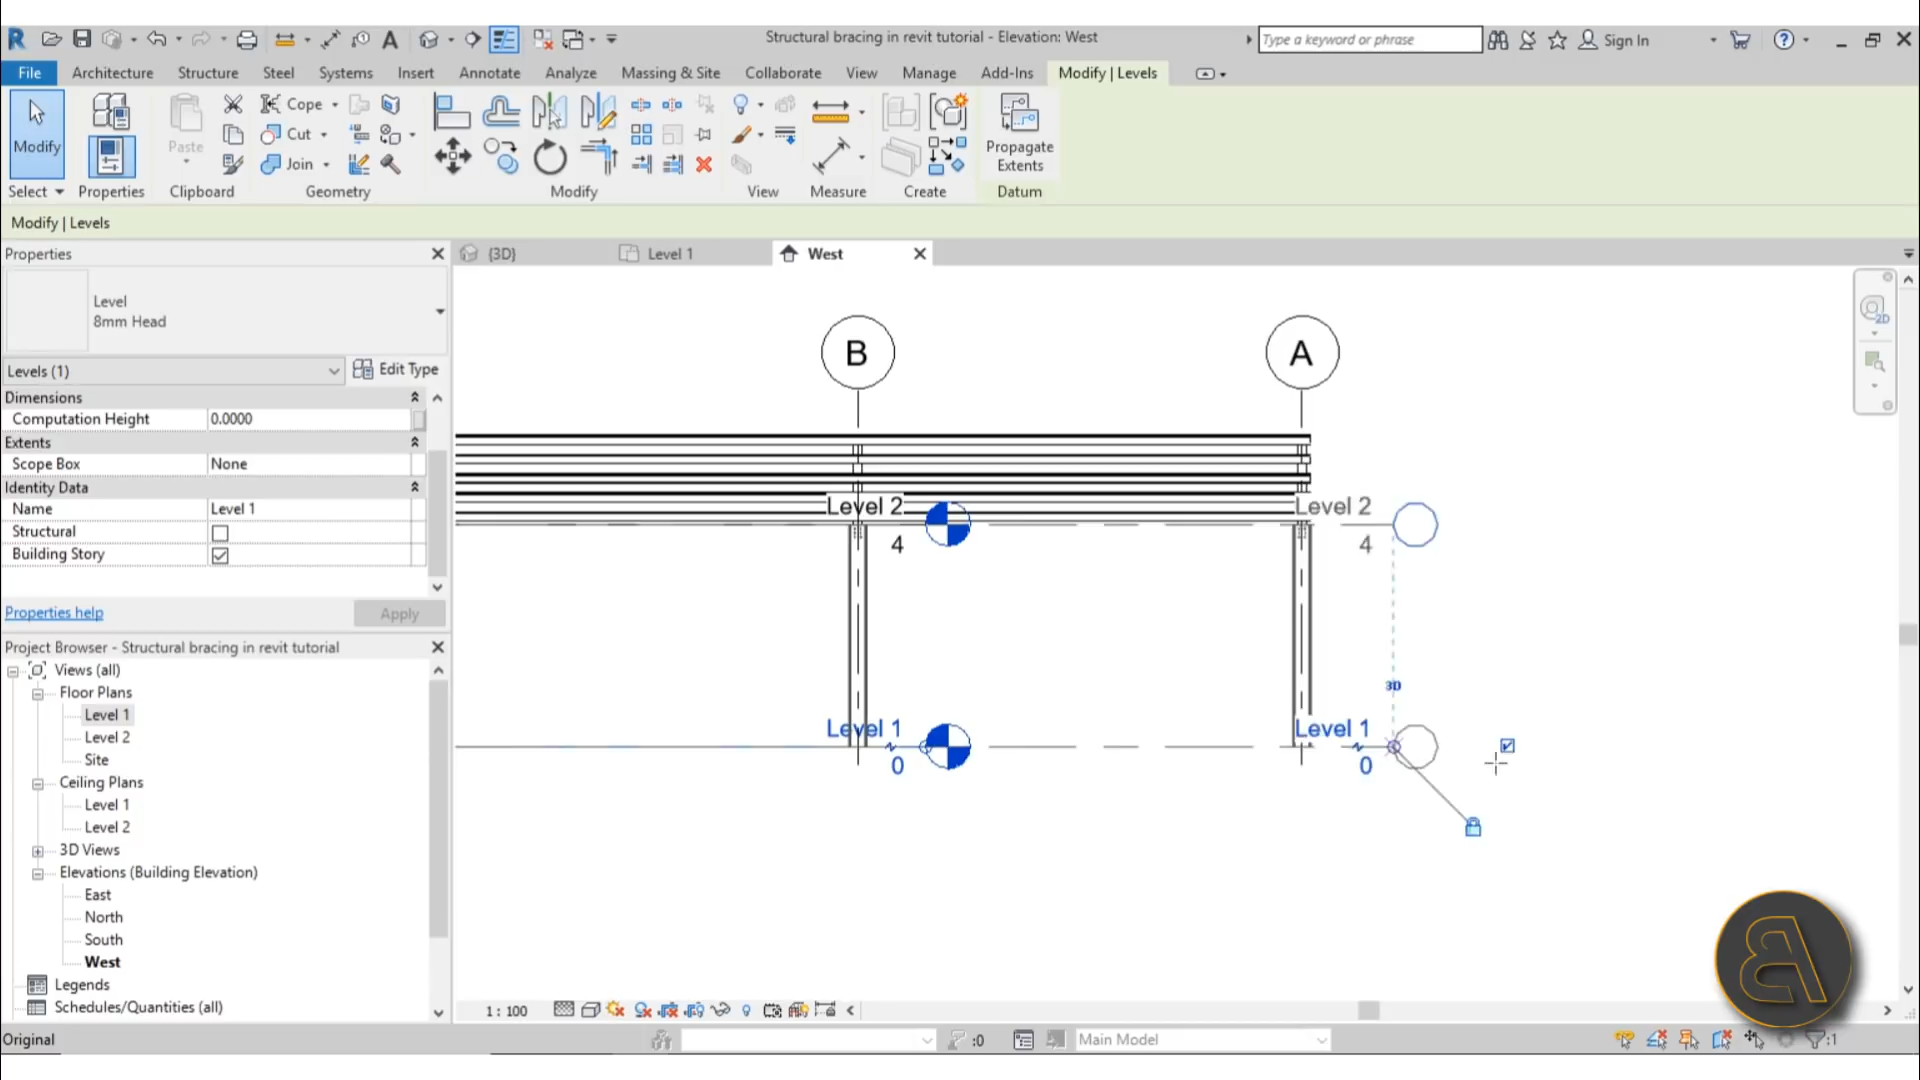 Structural bracing in revit tutorial - Elevation: West
Type a keyword or phrase
Sign In
File Architecture Structure Steel Systems Insert Annotate Analyze Massing & Site Collaborate View Manage Add-Ins Modify | Levels
Modify
Paste
Cope
Cut
Join
Propagate
Extents
Select Properties Clipboard Geometry Modify View Measure Create Datum
Modify | Levels
Properties
{3D} Level 1 West
Level
8mm Head
Levels (1) Edit Type
Dimensions
Computation Height 0.0000
Extents
Scope Box None
Identity Data
Name Level 1
Structural
Building Story
Properties help Apply
Project Browser - Structural bracing in revit tutorial
Views (all)
Floor Plans
Level 1
Level 2
Site
Ceiling Plans
Level 1
Level 2
3D Views
Elevations (Building Elevation)
East
North
South
West
Legends
Schedules/Quantities (all)
B A
Level 2 Level 2
4 4
3D
Level 1 Level 1
0 0
2D
1 : 100
Original :0 Main Model :1